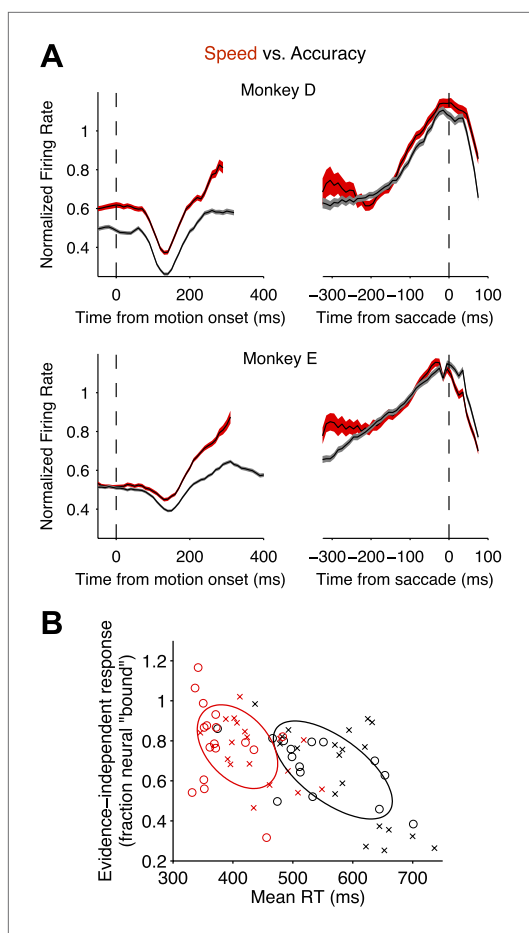 A
Speed vs. Accuracy
Monkey D
Normalized Firing Rate
1
0.8
0.6
0.4
0
200
400
Time from motion onset (ms)
−300
−200
−100
0
100
Time from saccade (ms)
Monkey E
Normalized Firing Rate
1
0.8
0.6
0.4
0
200
400
Time from motion onset (ms)
−300
−200
−100
0
100
Time from saccade (ms)
B
Evidence−independent response
(fraction neural "bound")
1.2
1
0.8
0.6
0.4
0.2
300
400
500
600
700
Mean RT (ms)